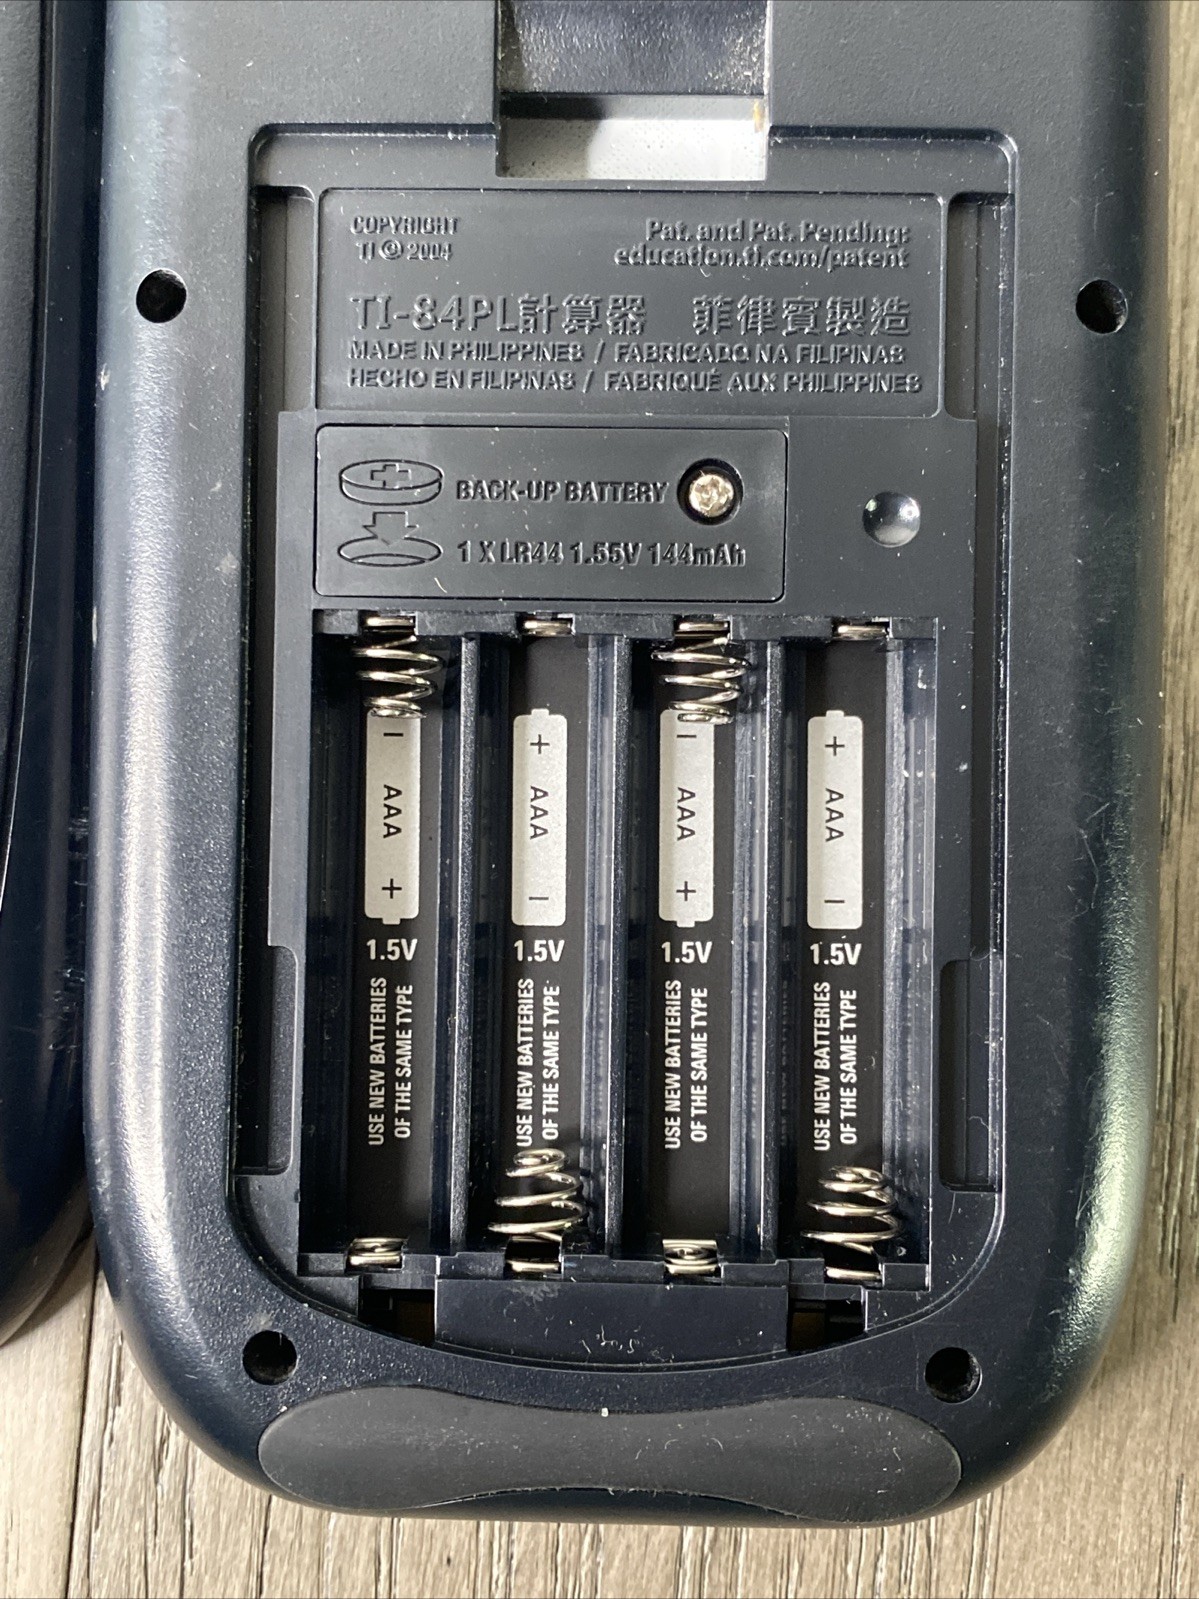 COPYRIGHT
TI © 2004
Pat. and Pat. Pending:
education.ti.com/patent
TI-84PL計算器 菲律賓製造
MADE IN PHILIPPINES / FABRICADO NA FILIPINAS
HECHO EN FILIPINAS / FABRIQUÉ AUX PHILIPPINES
BACK-UP BATTERY
1 X LR44 1.55V 144mAh
- AAA +
1.5V
USE NEW BATTERIES
OF THE SAME TYPE
+ AAA -
1.5V
USE NEW BATTERIES
OF THE SAME TYPE
- AAA +
1.5V
USE NEW BATTERIES
OF THE SAME TYPE
+ AAA -
1.5V
USE NEW BATTERIES
OF THE SAME TYPE